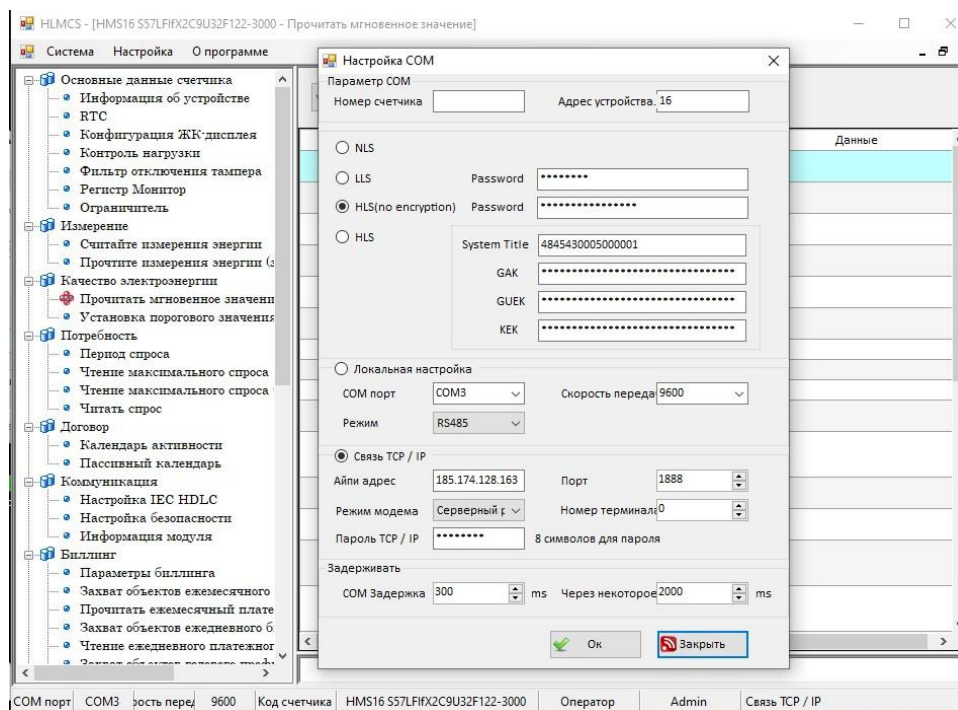 HLMCS - [HMS16 S57LFIfX2C9U32F122-3000 - Прочитать мгновенное значение]
Система Настройка О программе
Основные данные счетчика
Информация об устройстве
RTC
Конфигурация ЖК-дисплея
Контроль нагрузки
Фильтр отключения тампера
Регистр Монитор
Ограничитель
Измерение
Считайте измерения энергии
Прочтите измерения энергии (з
Качество электроэнергии
Прочитать мгновенное значени
Установка порогового значения
Потребность
Период спроса
Чтение максимального спроса
Чтение максимального спроса
Читать спрос
Договор
Календарь активности
Пассивный календарь
Коммуникация
Настройка IEC HDLC
Настройка безопасности
Информация модуля
Биллинг
Параметры биллинга
Захват объектов ежемесячного
Прочитать ежемесячный плате
Захват объектов ежедневного б
Чтение ежедневного платежног
Данные
Настройка COM
Параметр COM
Номер счетчика Адрес устройства. 16
NLS
LLS Password ••••••••
HLS(no encryption) Password ••••••••••••••••
HLS
System Title 4845430005000001
GAK ••••••••••••••••••••••••••••••••
GUEK ••••••••••••••••••••••••••••••••
KEK ••••••••••••••••••••••••••••••••
Локальная настройка
COM порт COM3 Скорость переда 9600
Режим RS485
Связь TCP / IP
Айпи адрес 185.174.128.163 Порт 1888
Режим модема Серверный р Номер терминала 0
Пароль TCP / IP •••••••• 8 символов для пароля
Задерживать
COM Задержка 300 ms Через некоторое 2000 ms
Ок Закрыть
COM порт COM3 рость перед 9600 Код счетчика HMS16 S57LFIfX2C9U32F122-3000 Оператор Admin Связь TCP / IP